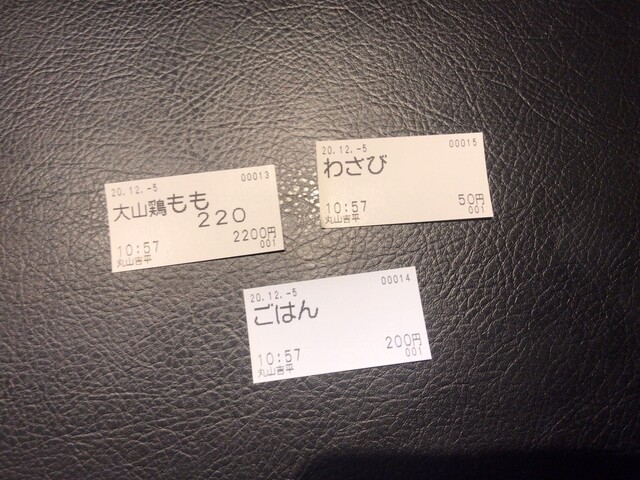 20.12.-5 00013
大山鶏もも
220
2200円
10:57 001
丸山吉平
20.12.-5 00015
わさび
50円
10:57 001
丸山吉平
20.12.-5 00014
ごはん
200円
10:57 001
丸山吉平